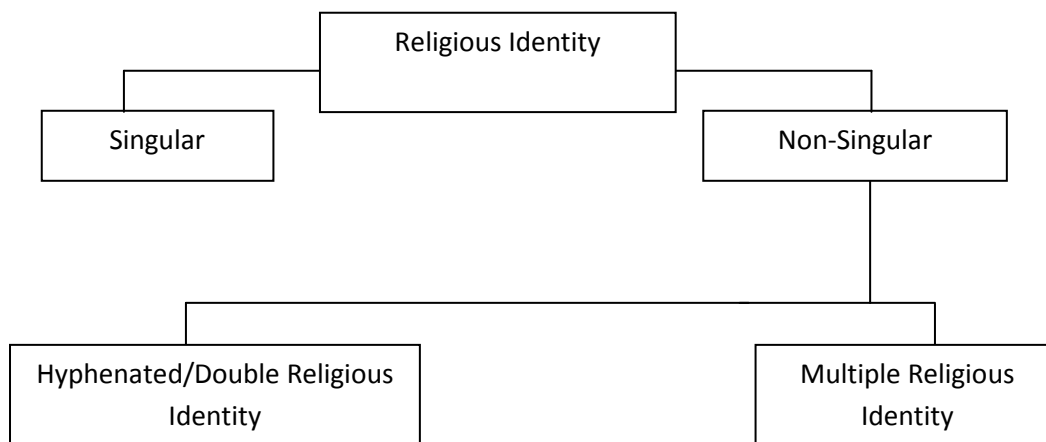 Religious Identity
Singular
Non-Singular
Hyphenated/Double Religious
Identity
Multiple Religious
Identity